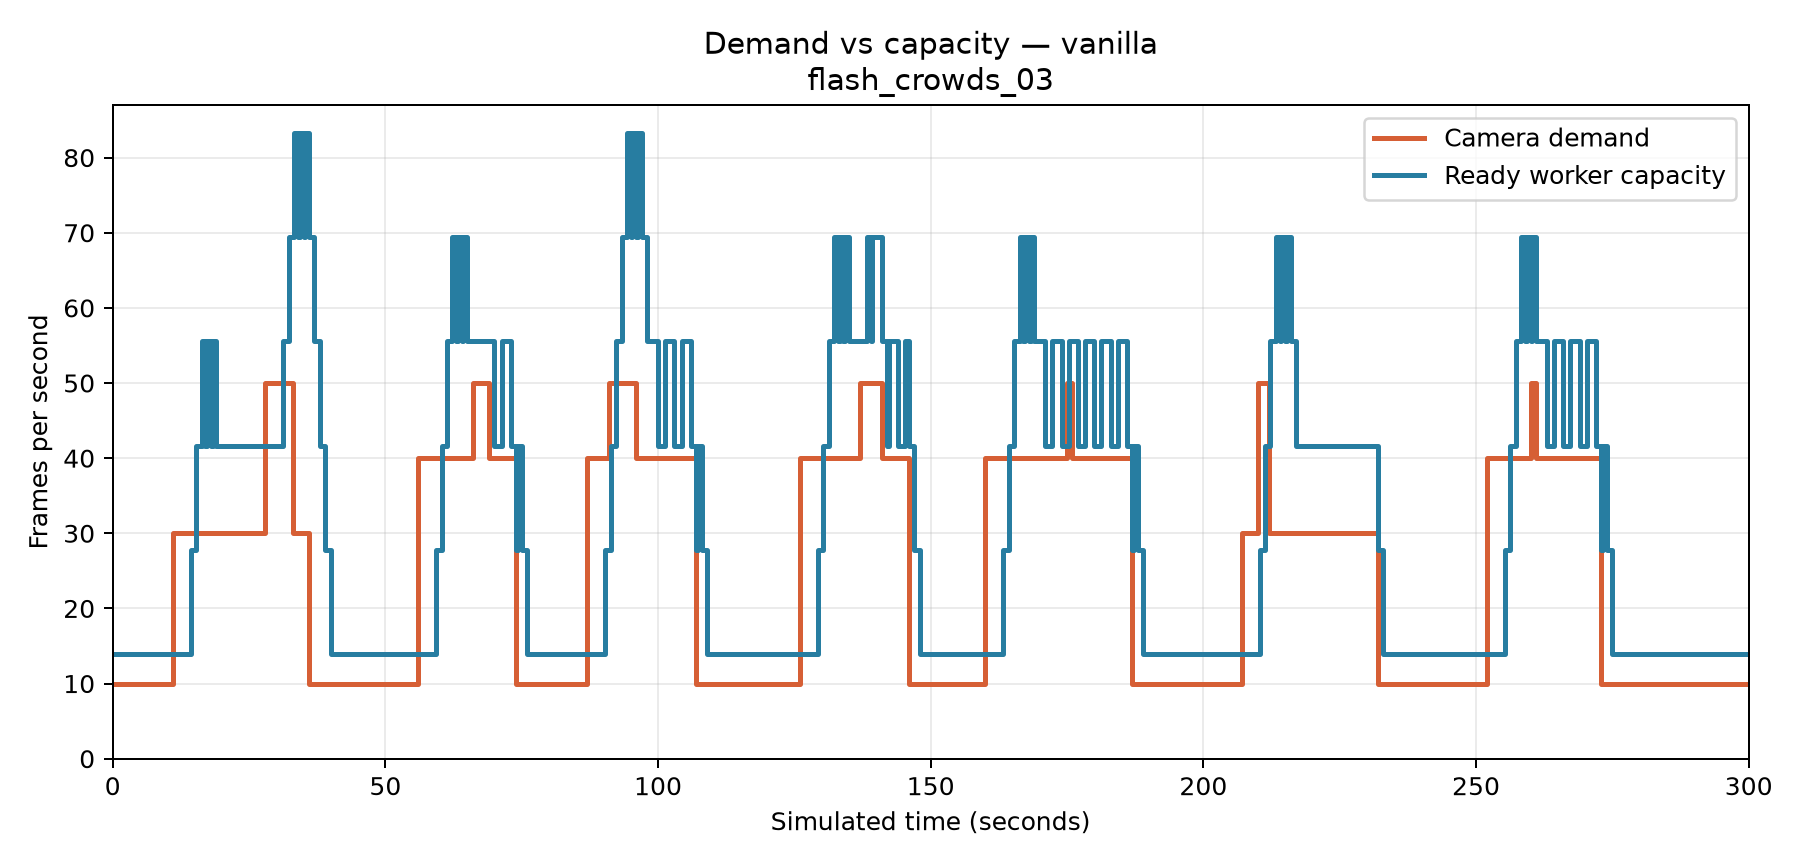 Demand vs capacity — vanilla
flash_crowds_03
Camera demand
Ready worker capacity
Frames per second
80
70
60
50
40
30
20
10
0
0 50 100 150 200 250 300
Simulated time (seconds)